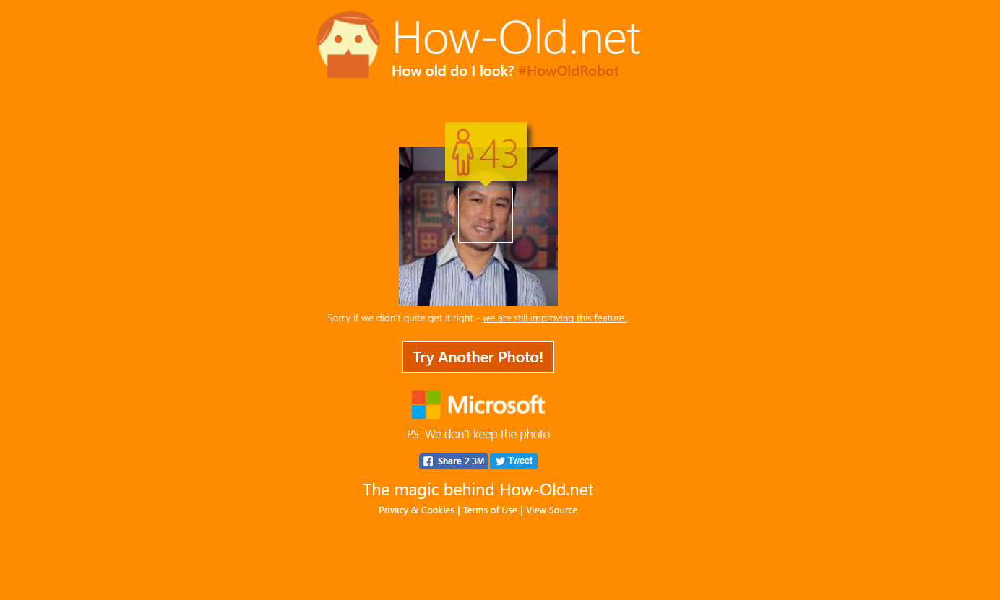 How-Old.net
How old do I look? #HowOldRobot
43
Sorry if we didn't quite get it right - we are still improving this feature..
Try Another Photo!
Microsoft
P.S. We don't keep the photo
Share 2.3M Tweet
The magic behind How-Old.net
Privacy & Cookies | Terms of Use | View Source